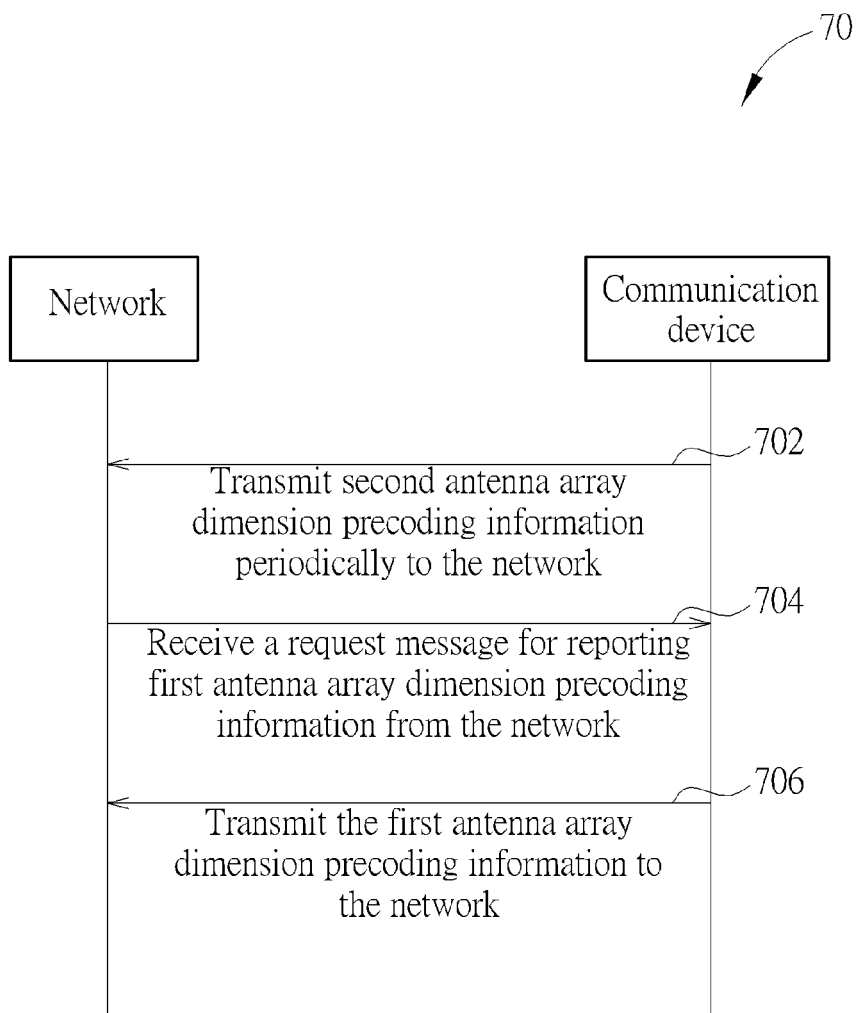 70
Network
Communication
device
702
Transmit second antenna array
dimension precoding information
periodically to the network
704
Receive a request message for reporting
first antenna array dimension precoding
information from the network
706
Transmit the first antenna array
dimension precoding information to
the network